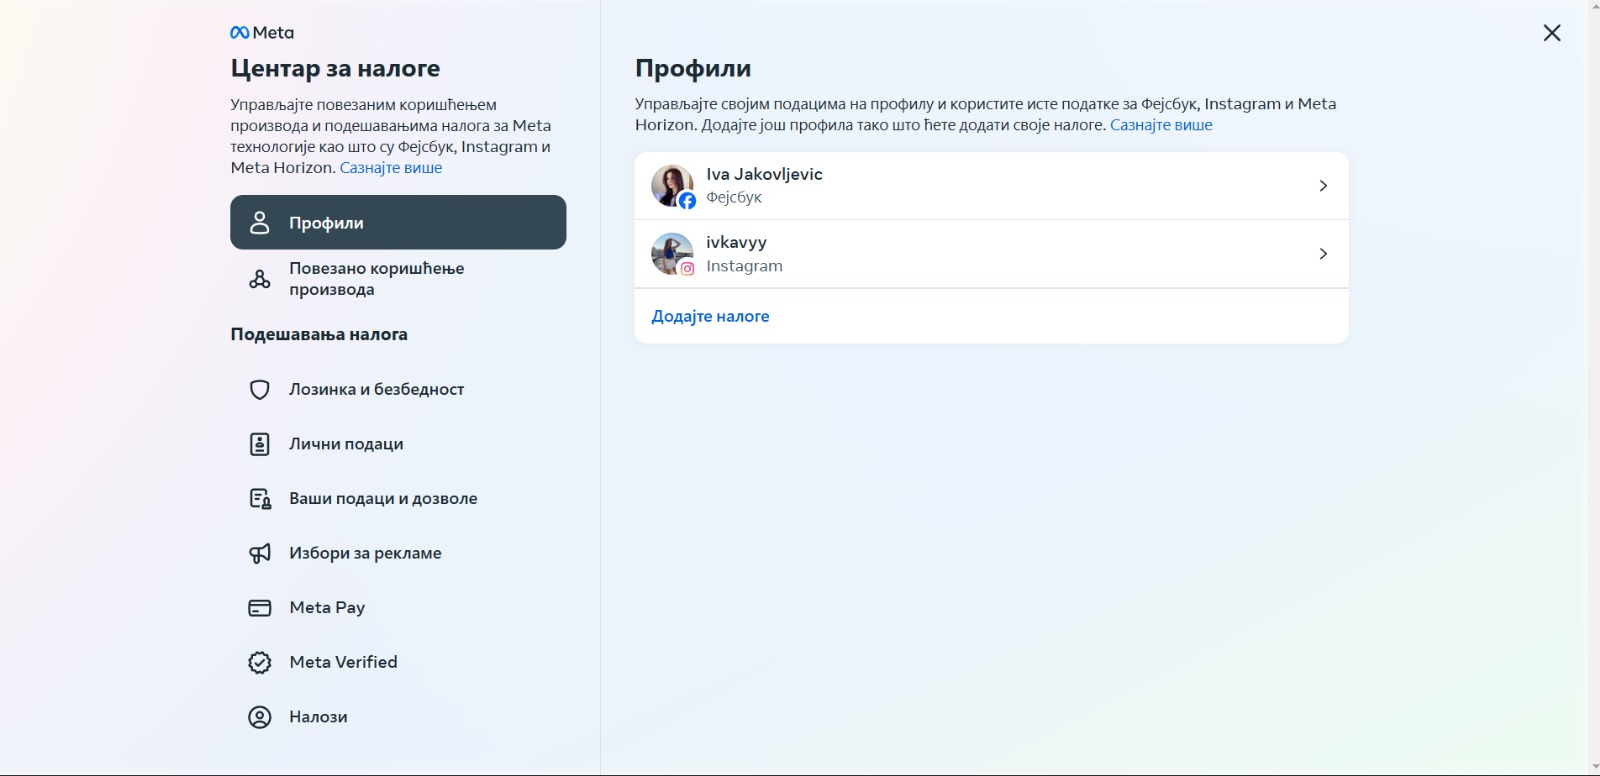 Meta
Центар за налоге
Управљајте повезаним коришћењем
производа и подешавањима налога за Meta
технологије као што су Фејсбук, Instagram и
Meta Horizon. Сазнајте више
Профили
Повезано коришћење
производа
Подешавања налога
Лозинка и безбедност
Лични подаци
Ваши подаци и дозволе
Избори за рекламе
Meta Pay
Meta Verified
Налози
Профили
Управљајте својим подацима на профилу и користите исте податке за Фејсбук, Instagram и Meta
Horizon. Додајте још профила тако што ћете додати своје налоге. Сазнајте више
Iva Jakovljevic
Фејсбук
ivkavyy
Instagram
Додајте налоге